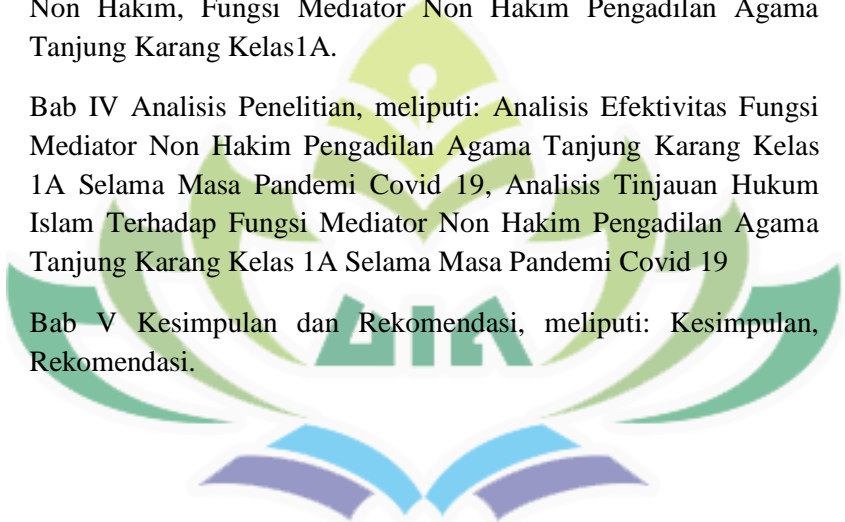 Non Hakim, Fungsi Mediator Non Hakim Pengadilan Agama
Tanjung Karang Kelas1A.
Bab IV Analisis Penelitian, meliputi: Analisis Efektivitas Fungsi
Mediator Non Hakim Pengadilan Agama Tanjung Karang Kelas
1A Selama Masa Pandemi Covid 19, Analisis Tinjauan Hukum
Islam Terhadap Fungsi Mediator Non Hakim Pengadilan Agama
Tanjung Karang Kelas 1A Selama Masa Pandemi Covid 19
Bab V Kesimpulan dan Rekomendasi, meliputi: Kesimpulan,
Rekomendasi.